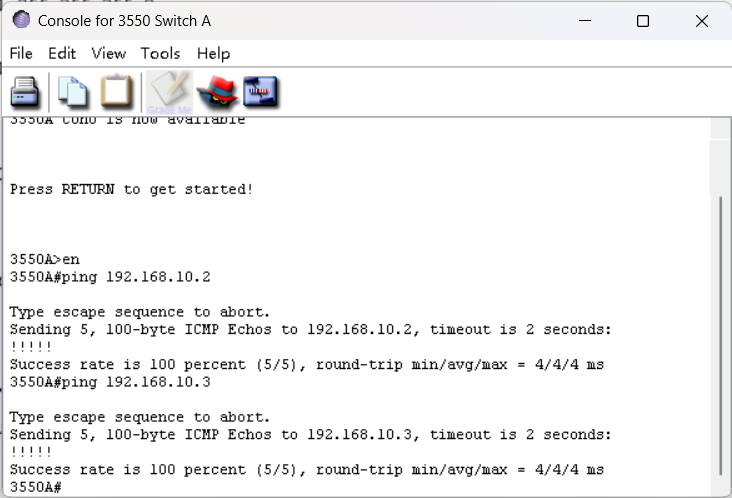 Console for 3550 Switch A
File Edit View Tools Help
Grade Me
3550A con0 is now available
Press RETURN to get started!
3550A>en
3550A#ping 192.168.10.2
Type escape sequence to abort.
Sending 5, 100-byte ICMP Echos to 192.168.10.2, timeout is 2 seconds:
!!!!!
Success rate is 100 percent (5/5), round-trip min/avg/max = 4/4/4 ms
3550A#ping 192.168.10.3
Type escape sequence to abort.
Sending 5, 100-byte ICMP Echos to 192.168.10.3, timeout is 2 seconds:
!!!!!
Success rate is 100 percent (5/5), round-trip min/avg/max = 4/4/4 ms
3550A#